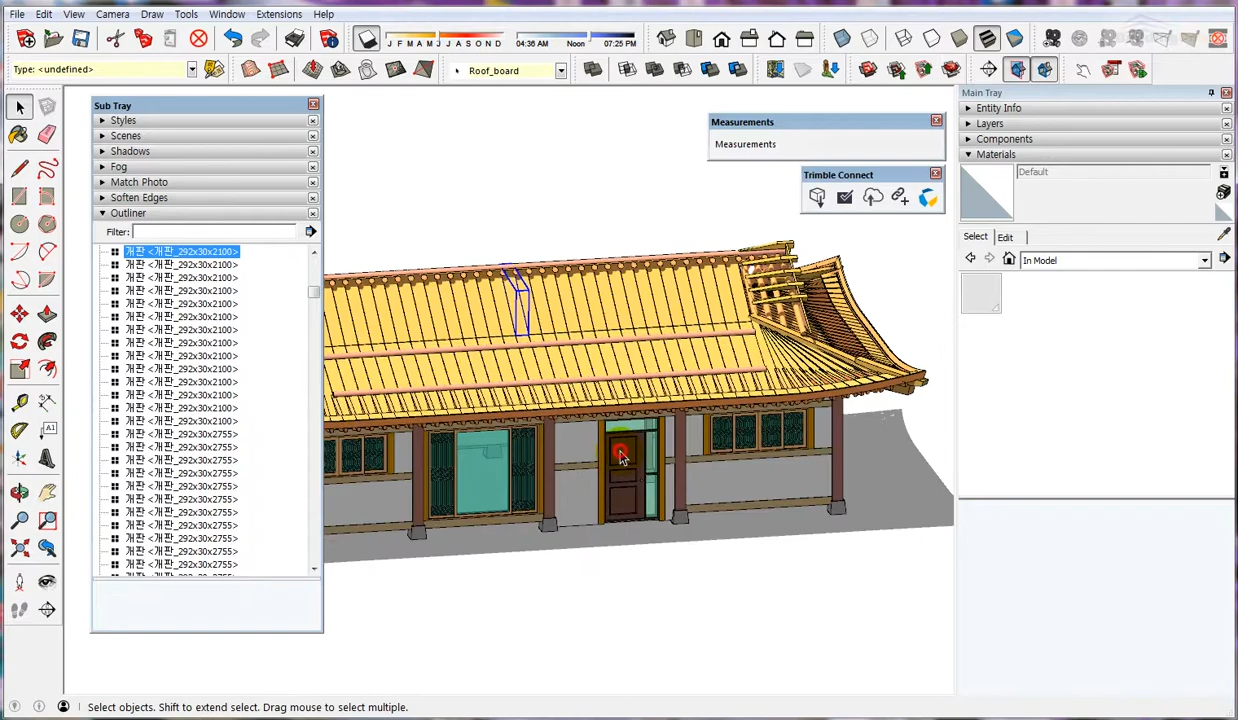 File Edit View Camera Draw Tools Window Extensions Help
J F M A M J J A S O N D 04:36 AM Noon 07:25 PM
Type: <undefined> Roof_board
Sub Tray
Styles
Scenes
Shadows
Fog
Match Photo
Soften Edges
Outliner
Filter:
개판 <개판_292x30x2100>
개판 <개판_292x30x2100>
개판 <개판_292x30x2100>
개판 <개판_292x30x2100>
개판 <개판_292x30x2100>
개판 <개판_292x30x2100>
개판 <개판_292x30x2100>
개판 <개판_292x30x2100>
개판 <개판_292x30x2100>
개판 <개판_292x30x2100>
개판 <개판_292x30x2100>
개판 <개판_292x30x2100>
개판 <개판_292x30x2100>
개판 <개판_292x30x2100>
개판 <개판_292x30x2755>
개판 <개판_292x30x2755>
개판 <개판_292x30x2755>
개판 <개판_292x30x2755>
개판 <개판_292x30x2755>
개판 <개판_292x30x2755>
개판 <개판_292x30x2755>
개판 <개판_292x30x2755>
개판 <개판_292x30x2755>
개판 <개판_292x30x2755>
개판 <개판_292x30x2755>
Measurements
Measurements
Trimble Connect
Main Tray
Entity Info
Layers
Components
Materials
Default
Select Edit
In Model
A1
Select objects. Shift to extend select. Drag mouse to select multiple.